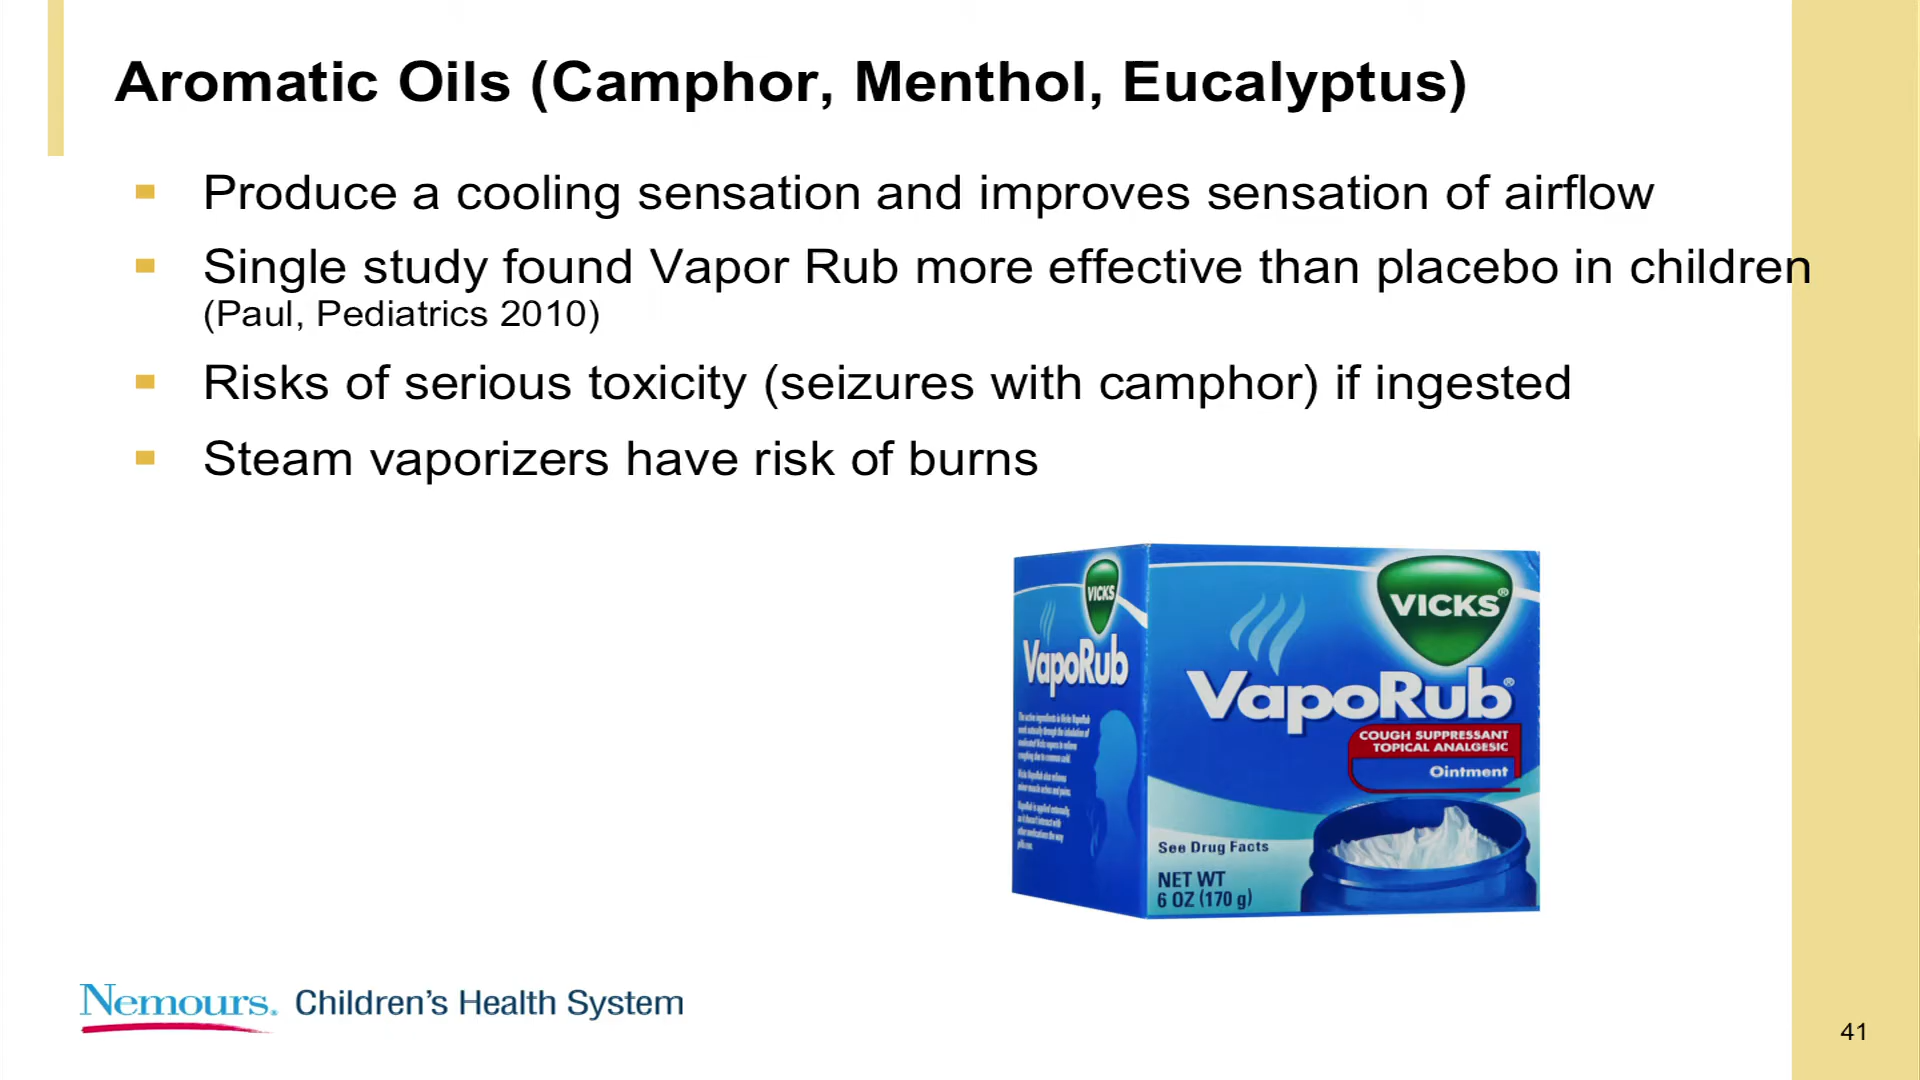 Aromatic Oils (Camphor, Menthol, Eucalyptus)
Produce a cooling sensation and improves sensation of airflow
Single study found Vapor Rub more effective than placebo in children
(Paul, Pediatrics 2010)
Risks of serious toxicity (seizures with camphor) if ingested
Steam vaporizers have risk of burns
VICKS
VapoRub
VICKS®
VapoRub®
COUGH SUPPRESSANT
TOPICAL ANALGESIC
Ointment
See Drug Facts
NET WT
6 OZ (170 g)
Nemours. Children's Health System
41